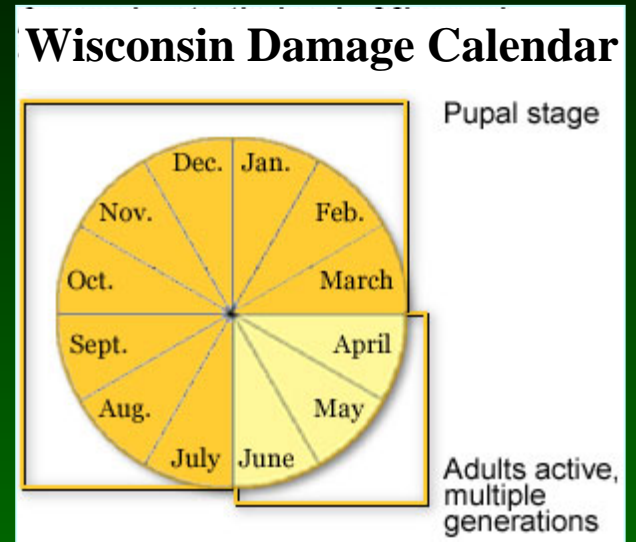 Wisconsin Damage Calendar
Pupal stage
Dec. Jan.
Nov. Feb.
Oct. March
Sept. April
Aug. May
July June
Adults active,
multiple
generations